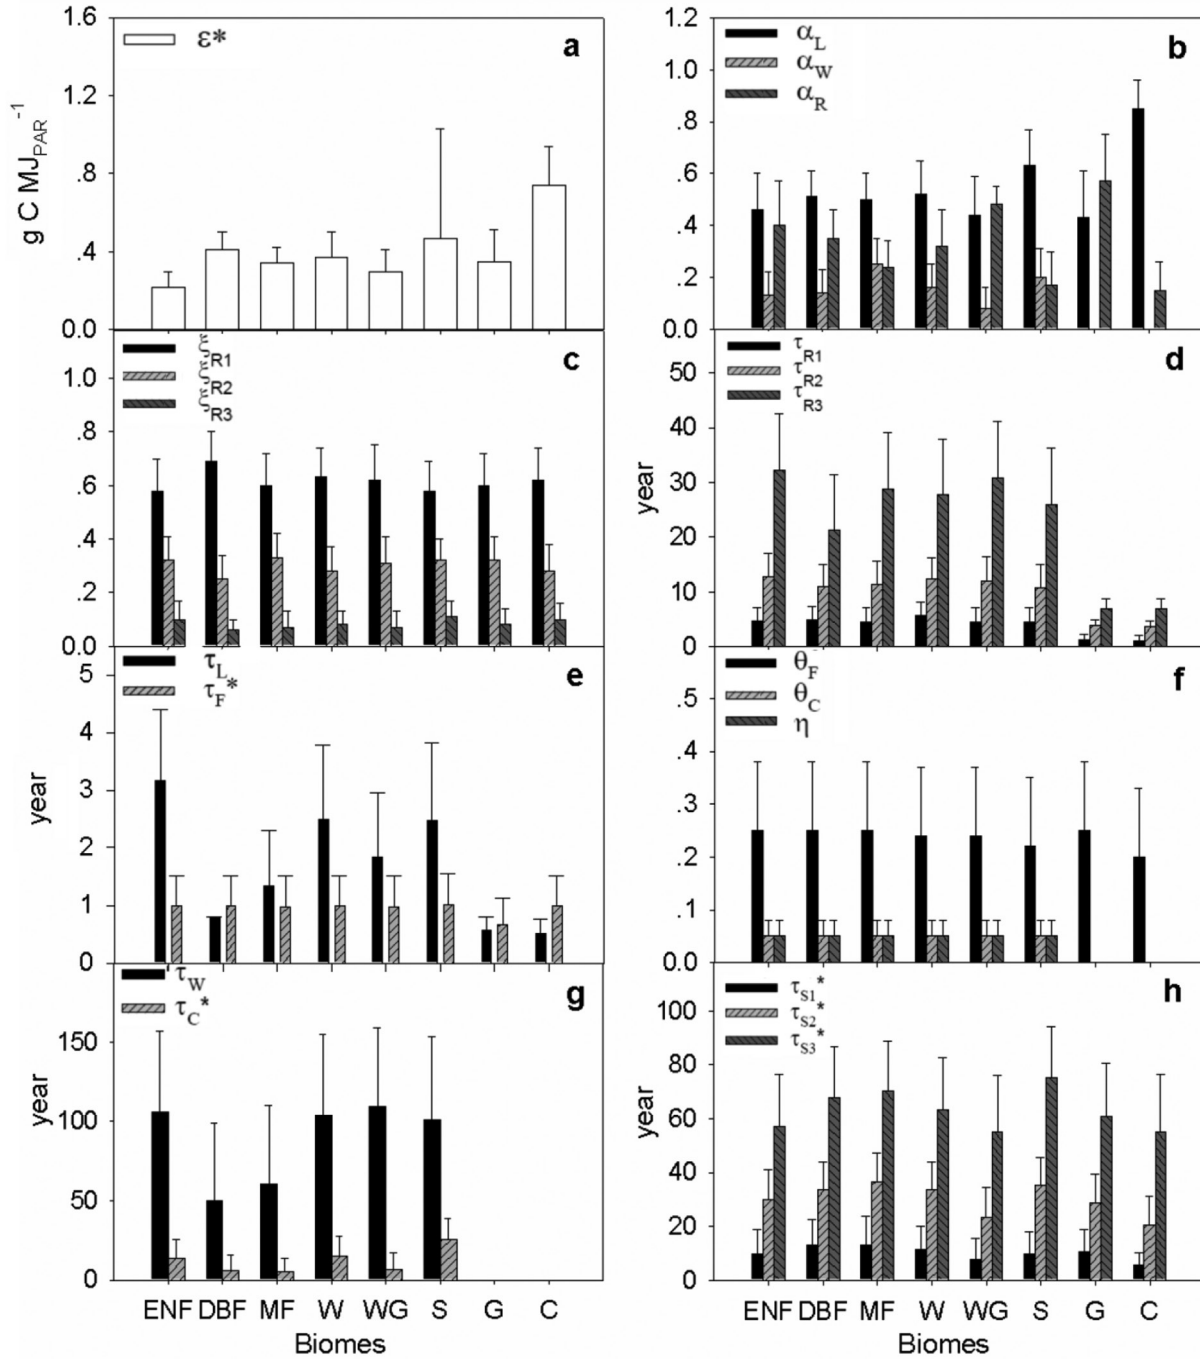 1.6
1.2
.8
.4
0.0
g C MJPAR-1
ε*
a
1.2
1.0
.8
.6
.4
.2
0.0
αL
αW
αR
b
1.0
.8
.6
.4
.2
0.0
ξR1
ξR2
ξR3
c
50
40
30
20
10
0
year
τR1
τR2
τR3
d
5
4
3
2
1
0
year
τL
τF*
e
.5
.4
.3
.2
.1
0.0
θF
θC
η
f
150
100
50
0
year
τW
τC*
g
ENF DBF MF W WG S G C
Biomes
100
80
60
40
20
0
year
τS1*
τS2*
τS3*
h
ENF DBF MF W WG S G C
Biomes